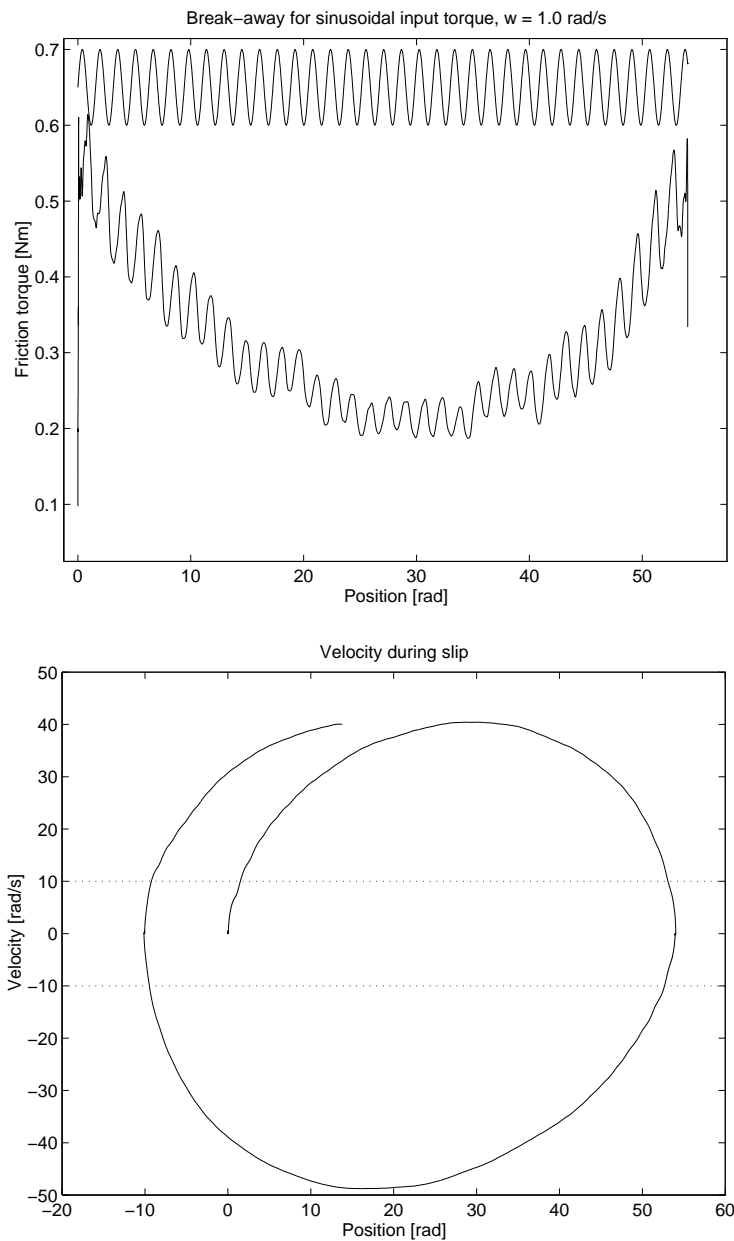 Break−away for sinusoidal input torque, w = 1.0 rad/s
0.7
0.6
0.5
0.4
0.3
0.2
0.1
Friction torque [Nm]
0 10 20 30 40 50
Position [rad]
Velocity during slip
50
40
30
20
10
0
−10
−20
−30
−40
−50
Velocity [rad/s]
−20 −10 0 10 20 30 40 50 60
Position [rad]